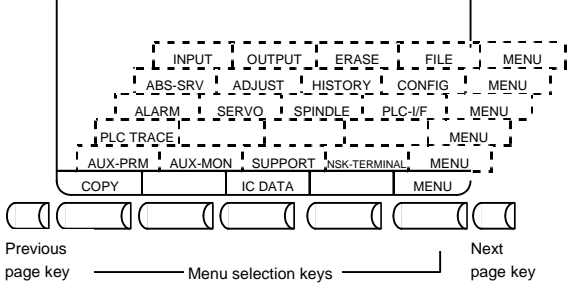 INPUT OUTPUT ERASE FILE MENU
ABS-SRV ADJUST HISTORY CONFIG MENU
ALARM SERVO SPINDLE PLC-I/F MENU
PLC TRACE MENU
AUX-PRM AUX-MON SUPPORT NSK-TERMINAL MENU
COPY IC DATA MENU
Previous page key
Menu selection keys
Next page key